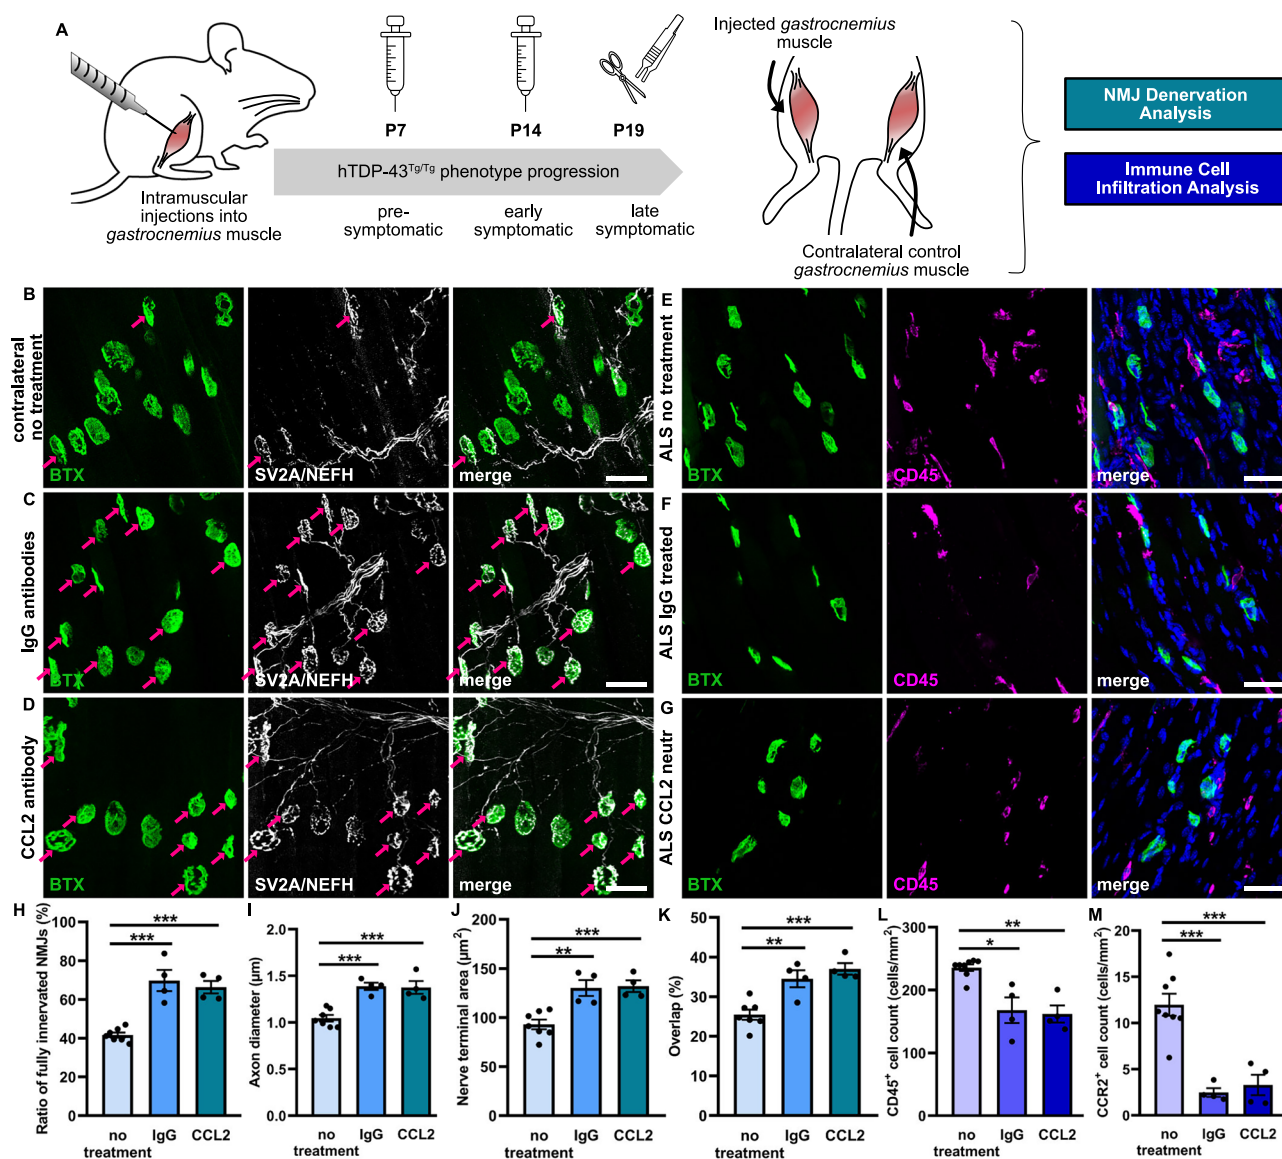 A
P7
P14
P19
hTDP-43Tg/Tg phenotype progression
pre-
symptomatic
early
symptomatic
late
symptomatic
Intramuscular
injections into
gastrocnemius muscle
Injected gastrocnemius
muscle
Contralateral control
gastrocnemius muscle
NMJ Denervation
Analysis
Immune Cell
Infiltration Analysis
B
contralateral
no treatment
BTX
SV2A/NEFH
merge
E
ALS no treatment
BTX
CD45
merge
C
IgG antibodies
BTX
SV2A/NEFH
merge
F
ALS IgG treated
BTX
CD45
merge
D
CCL2 antibody
BTX
SV2A/NEFH
merge
G
ALS CCL2 neutr
BTX
CD45
merge
H
Ratio of fully innervated NMJs (%)
100
80
60
40
20
0
***
***
no
treatment
IgG
CCL2
I
Axon diameter (µm)
2.0
1.5
1.0
0.5
0.0
***
***
no
treatment
IgG
CCL2
J
Nerve terminal area (µm2)
200
150
100
50
0
***
**
no
treatment
IgG
CCL2
K
Overlap (%)
50
40
30
20
10
0
***
**
no
treatment
IgG
CCL2
L
CD45+ cell count (cells/mm2)
300
150
0
**
*
no
treatment
IgG
CCL2
M
CCR2+ cell count (cells/mm2)
20
15
10
5
0
***
***
no
treatment
IgG
CCL2